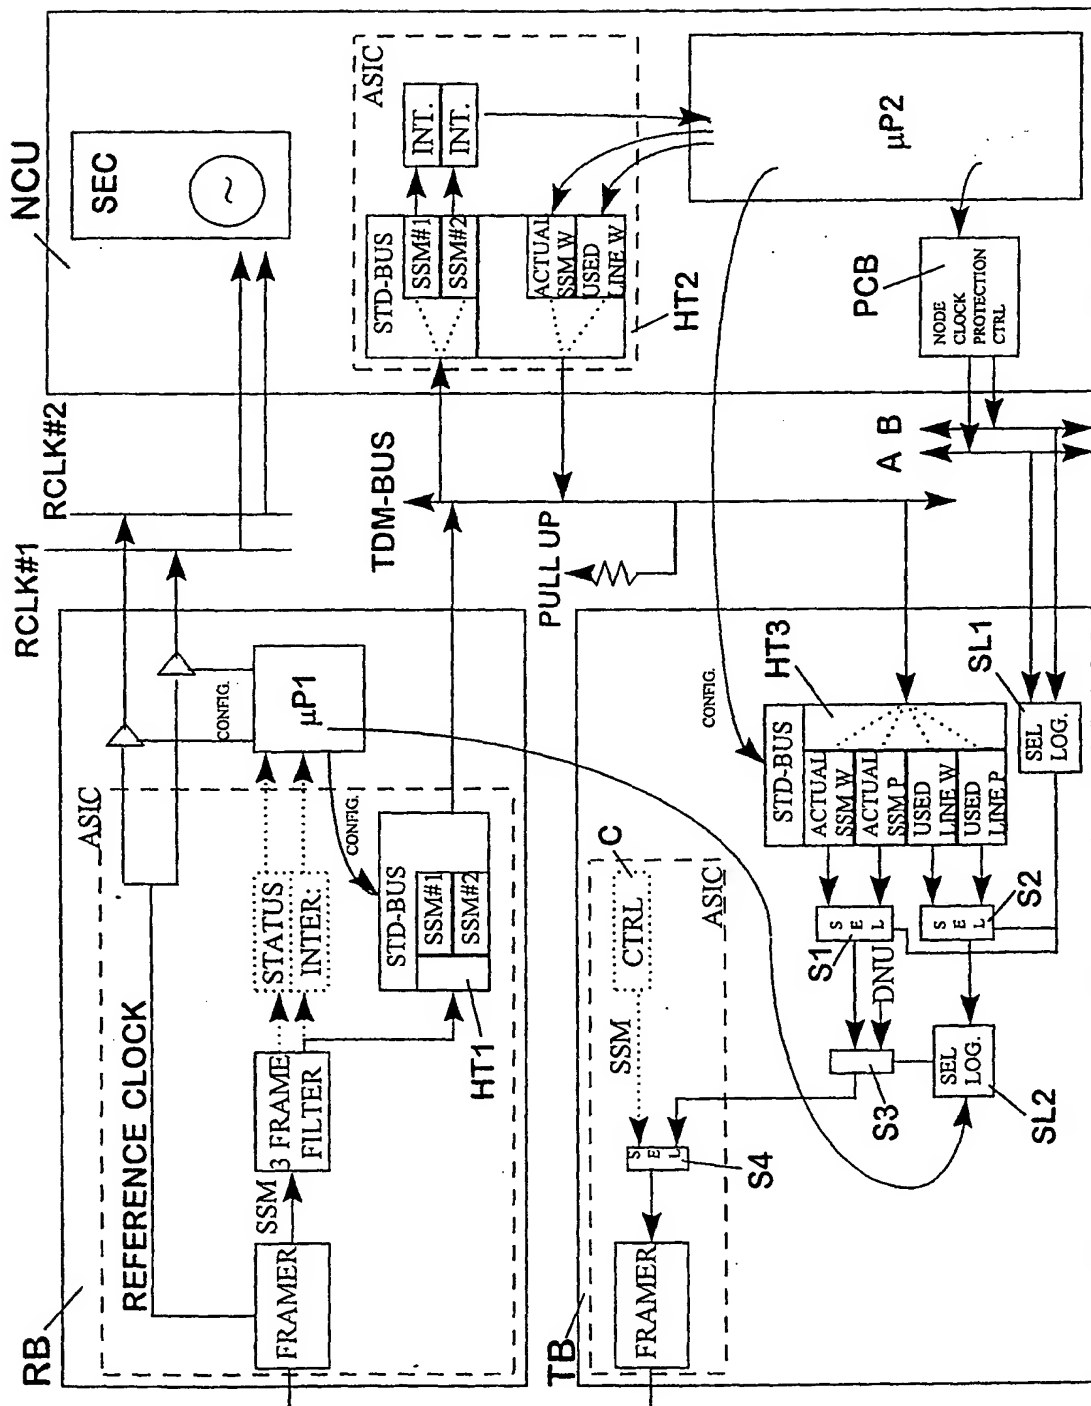 NCU
SEC
~
ASIC
INT.
INT.
STD-BUS
SSM#1
SSM#2
ACTUAL
SSM W
USED
LINE W
HT2
µP2
PCB
NODE
CLOCK
PROTECTION
CTRL
RCLK#2
RCLK#1
TDM-BUS
PULL UP
A
B
RB
REFERENCE CLOCK
ASIC
CONFIG.
µP1
STATUS
INTER.
CONFIG.
STD-BUS
SSM#1
SSM#2
HT1
3 FRAME
FILTER
SSM
FRAMER
TB
CONFIG.
HT3
STD-BUS
ACTUAL
SSM W
ACTUAL
SSM P
USED
LINE W
USED
LINE P
SL1
SEL
LOG.
C
CTRL
ASIC
SSM
SEL
S1
SEL
S2
DNU
S3
SEL
LOG.
SL2
SEL
S4
FRAMER